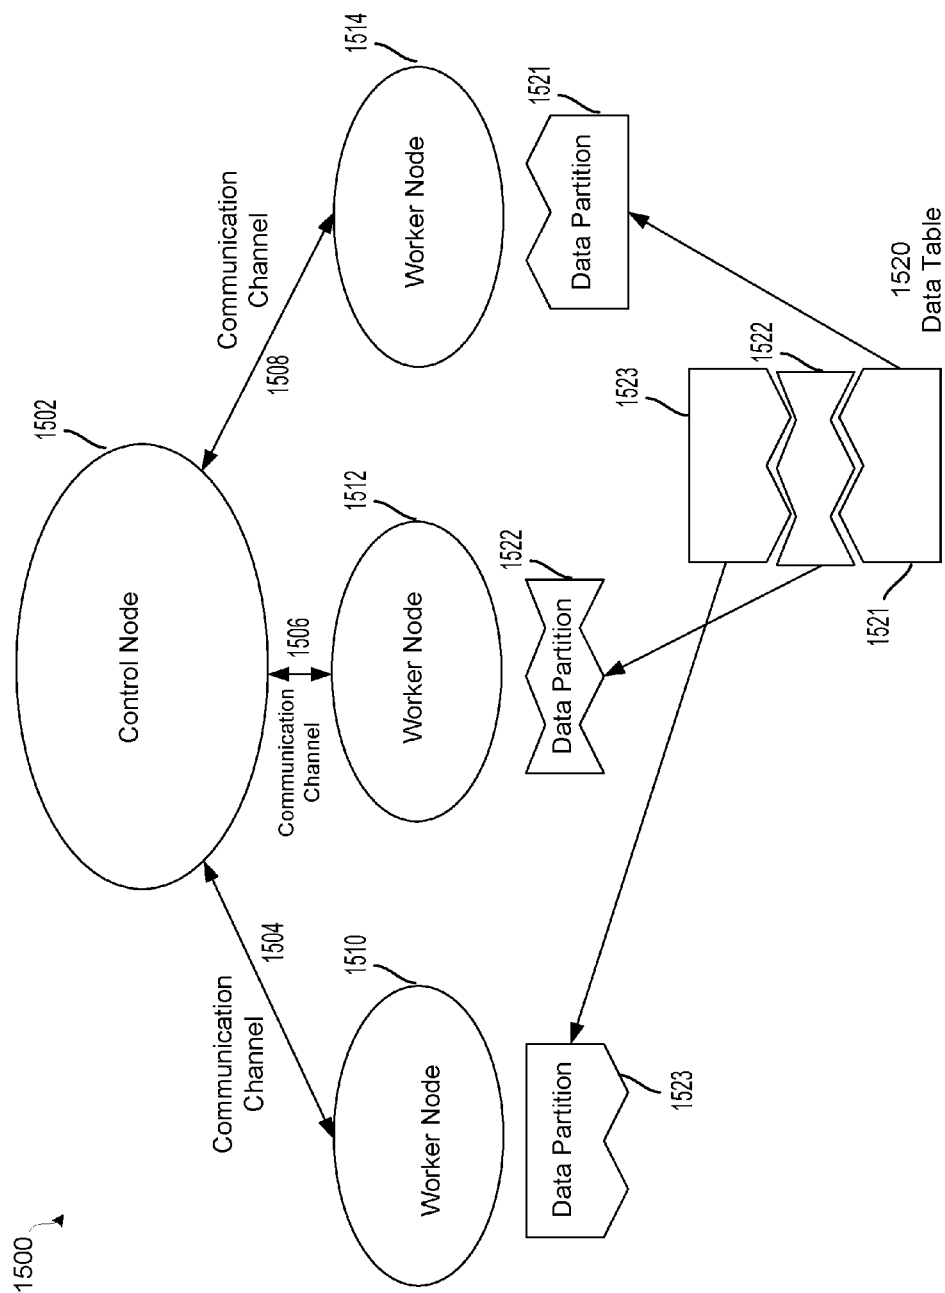 1500
1502
Control Node
Communication
Channel
1504
Communication
Channel
1506
Communication
Channel
1508
1510
Worker Node
1512
Worker Node
1514
Worker Node
Data Partition
1523
Data Partition
1522
Data Partition
1521
1523
1522
1521
1520
Data Table